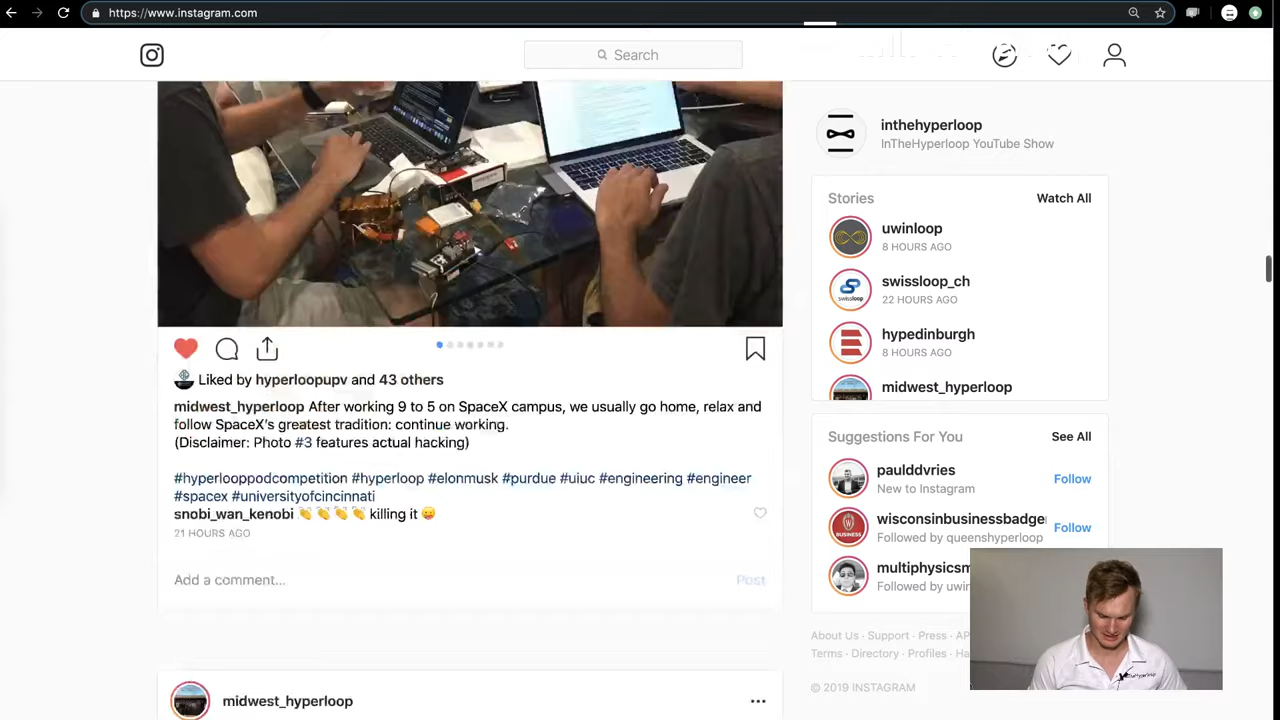 https://www.instagram.com
Search
inthehyperloop
InTheHyperloop YouTube Show
Stories
Watch All
uwinloop
8 HOURS AGO
swissloop_ch
22 HOURS AGO
hypedinburgh
8 HOURS AGO
midwest_hyperloop
Liked by hyperloopupv and 43 others
midwest_hyperloop After working 9 to 5 on SpaceX campus, we usually go home, relax and
follow SpaceX's greatest tradition: continue working.
(Disclaimer: Photo #3 features actual hacking)
#hyperlooppodcompetition #hyperloop #elonmusk #purdue #uiuc #engineering #engineer
#spacex #universityofcincinnati
snobi_wan_kenobi 👏 👏 👏 👏 killing it 😛
21 HOURS AGO
Add a comment...
Post
midwest_hyperloop
Suggestions For You
See All
paulddvries
New to Instagram
Follow
wisconsinbusinessbadge
Followed by queenshyperloop
Follow
multiphysicsm
Followed by uwin
About Us · Support · Press · AP
Terms · Directory · Profiles · Ha
© 2019 INSTAGRAM
swissloop
BUSINESS